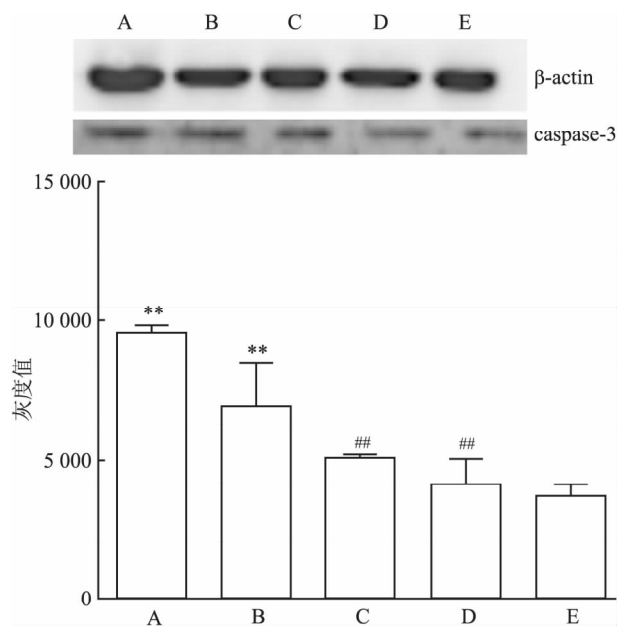 A B C D E
β-actin
caspase-3
15 000
**
10 000
**
##
##
5 000
0
灰度值
A B C D E